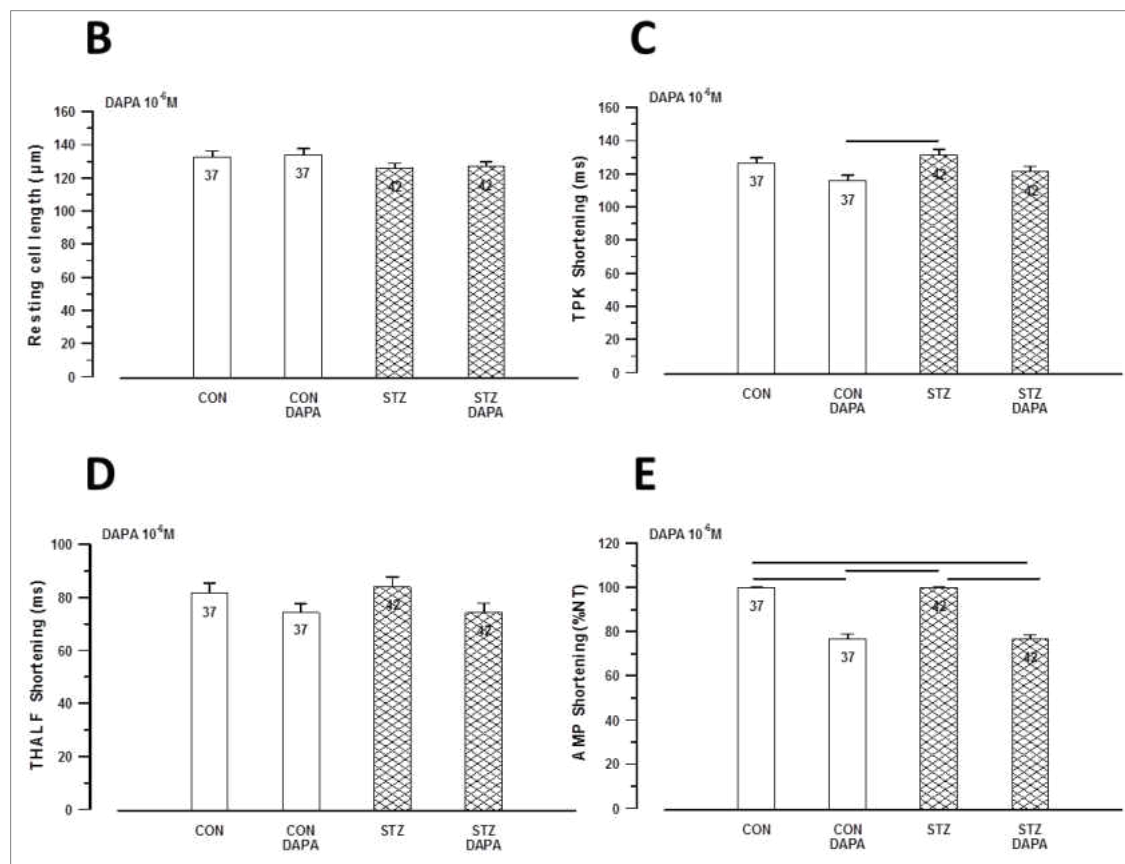 B
DAPA 10⁻⁶M
Resting cell length (µm)
160
140
120
100
80
60
40
20
0
37
37
42
42
CON
CON
DAPA
STZ
STZ
DAPA
C
DAPA 10⁻⁶M
TPK Shortening (ms)
160
140
120
100
80
60
40
20
0
37
37
42
42
CON
CON
DAPA
STZ
STZ
DAPA
D
DAPA 10⁻⁶M
THALF Shortening (ms)
100
80
60
40
20
0
37
37
42
42
CON
CON
DAPA
STZ
STZ
DAPA
E
DAPA 10⁻⁶M
AMP Shortening (%NT)
120
100
80
60
40
20
0
37
37
42
42
CON
CON
DAPA
STZ
STZ
DAPA